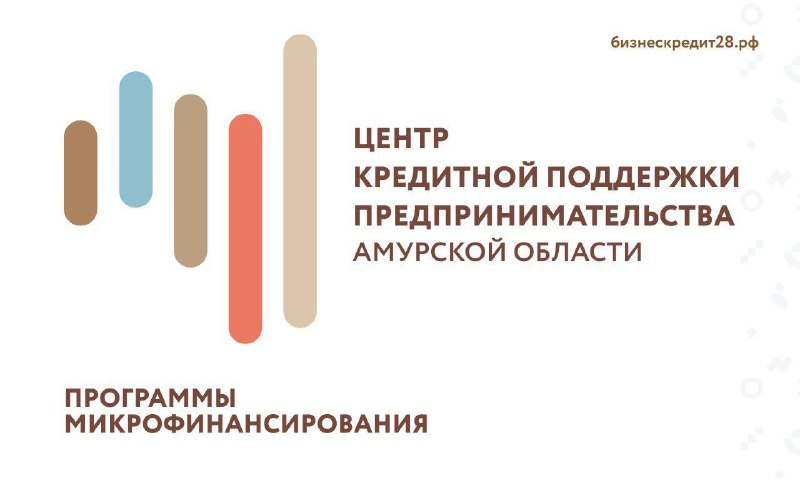 бизнескредит28.рф
ЦЕНТР
КРЕДИТНОЙ ПОДДЕРЖКИ
ПРЕДПРИНИМАТЕЛЬСТВА
АМУРСКОЙ ОБЛАСТИ
ПРОГРАММЫ
МИКРОФИНАНСИРОВАНИЯ